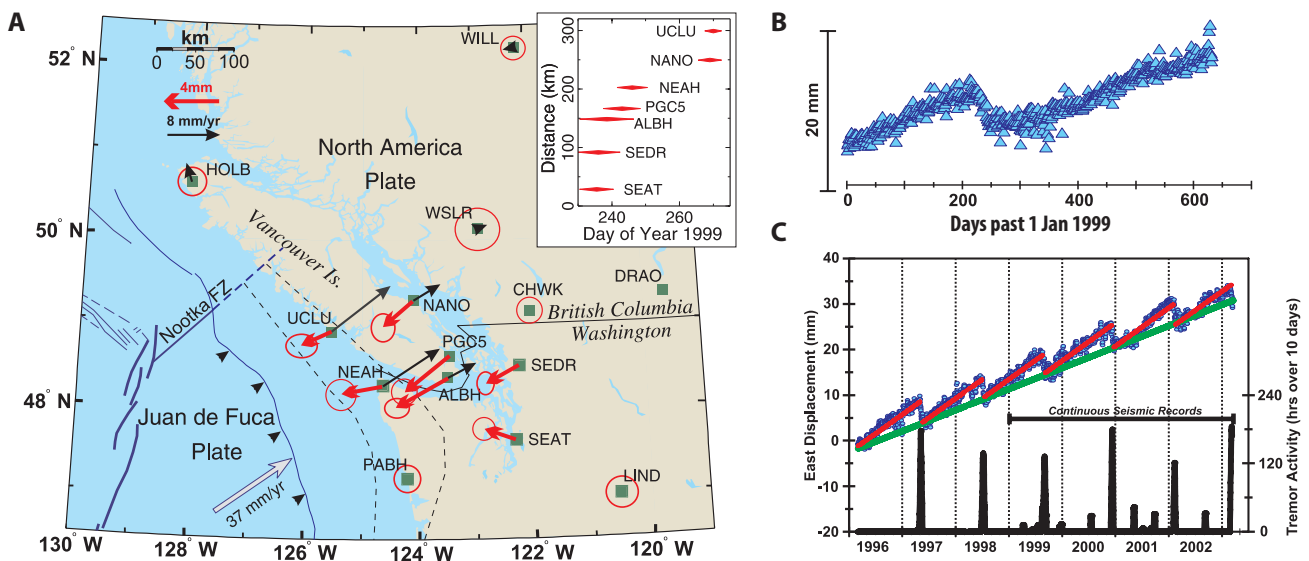 A
52° N
50° N
48° N
130° W
128° W
126° W
124° W
122° W
120° W
km
0 50 100
4mm
8 mm/yr
WILL
HOLB
North America
Plate
WSLR
Vancouver Is.
Nootka FZ
UCLU
NANO
CHWK
DRAO
British Columbia
Washington
PGC5
NEAH
ALBH
SEDR
SEAT
PABH
LIND
Juan de Fuca
Plate
37 mm/yr
Distance (km)
300
200
100
0
UCLU
NANO
NEAH
PGC5
ALBH
SEDR
SEAT
240 260
Day of Year 1999
B
20 mm
0 200 400 600
Days past 1 Jan 1999
C
East Displacement (mm)
40
30
20
10
0
-10
-20
Continuous Seismic Records
240
120
0
Tremor Activity (hrs over 10 days)
1996 1997 1998 1999 2000 2001 2002